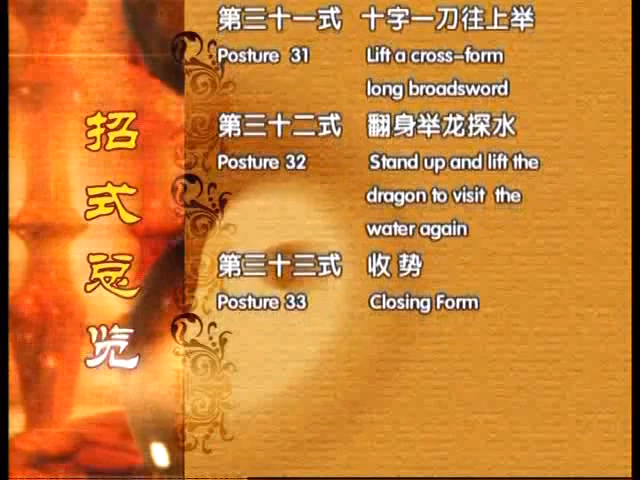 招式总览
第三十一式 十字一刀往上举
Posture 31 Lift a cross-form
long broadsword
第三十二式 翻身举龙探水
Posture 32 Stand up and lift the
dragon to visit the
water again
第三十三式 收势
Posture 33 Closing Form